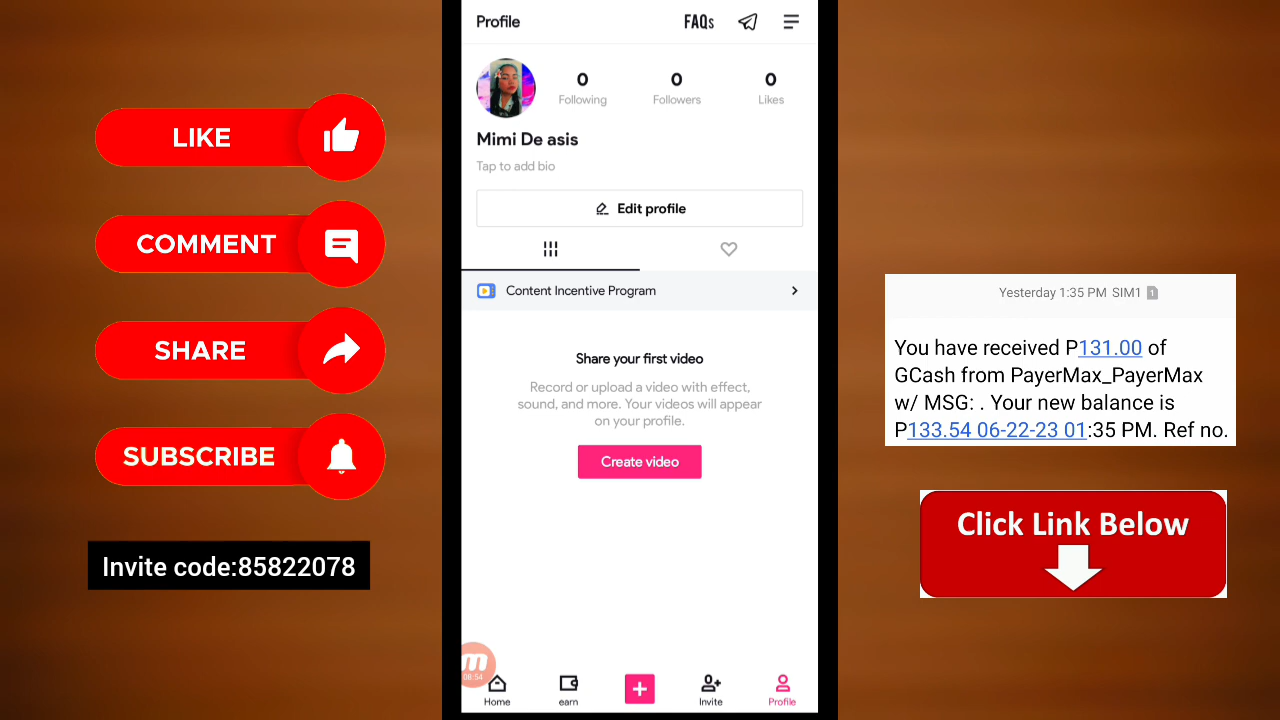 LIKE
COMMENT
SHARE
SUBSCRIBE
Invite code:85822078
Profile
FAQs
0 0 0
Following Followers Likes
Mimi De asis
Tap to add bio
Edit profile
Content Incentive Program
Share your first video
Record or upload a video with effect,
sound, and more. Your videos will appear
on your profile.
Create video
08:54
Home earn Invite Profile
Yesterday 1:35 PM SIM1 1
You have received P131.00 of
GCash from PayerMax_PayerMax
w/ MSG: . Your new balance is
P133.54 06-22-23 01:35 PM. Ref no.
Click Link Below